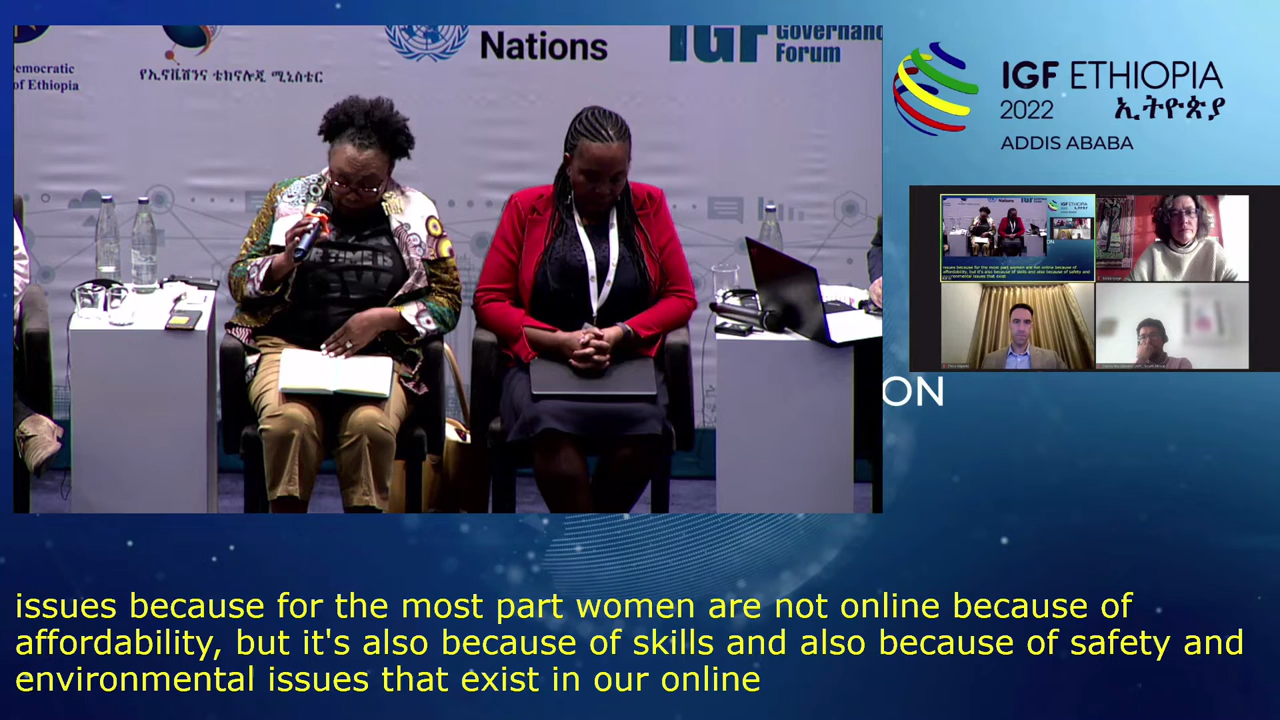 emocratic
of Ethiopia
የኢኖቬሽንና ቴክኖሎጂ ሚኒስቴር
Nations
IGF
Governanc
Forum
IGF ETHIOPIA
2022 ኢትዮጵያ
ADDIS ABABA
ON
issues because for the most part women are not online because of
affordability, but it's also because of skills and also because of safety and
environmental issues that exist in our online